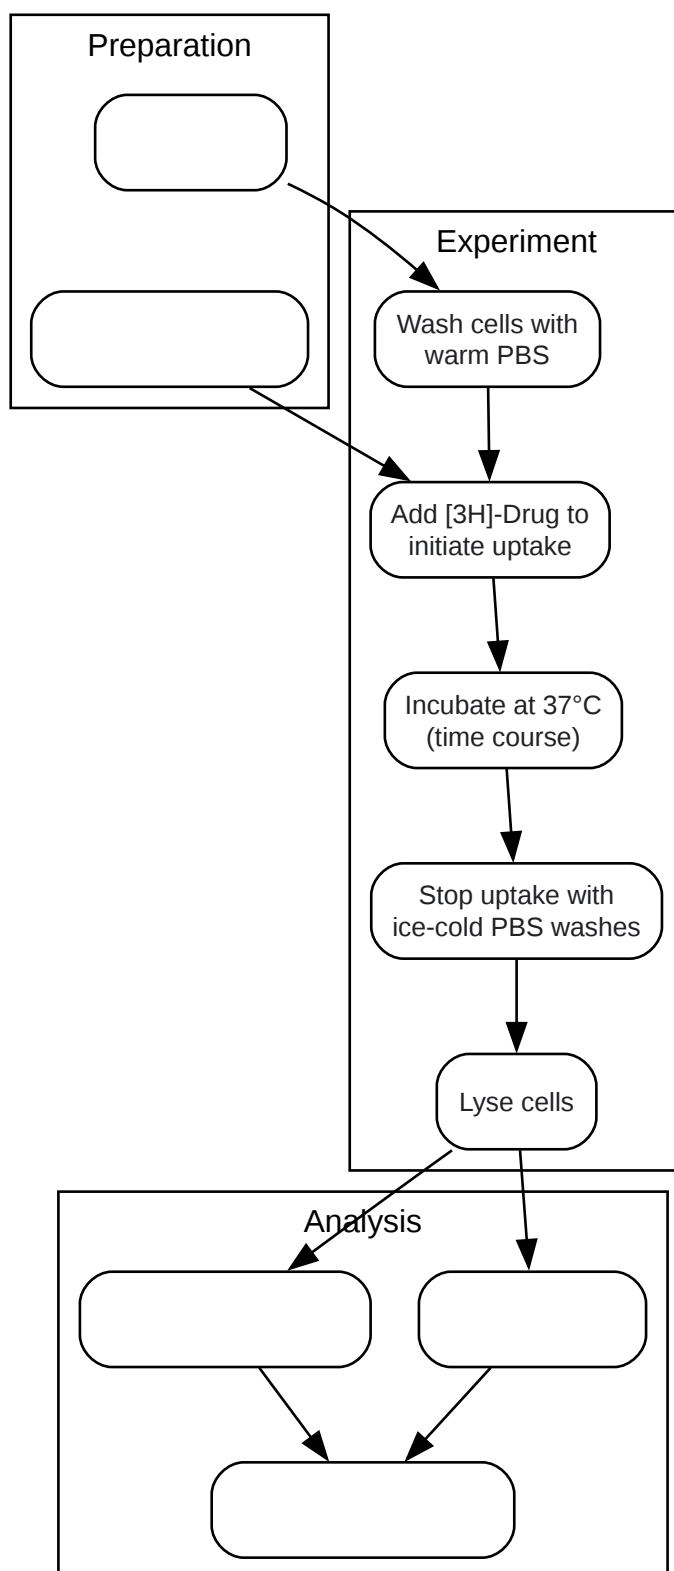 Preparation
Experiment
Wash cells with
warm PBS
Add [3H]-Drug to
initiate uptake
Incubate at 37°C
(time course)
Stop uptake with
ice-cold PBS washes
Lyse cells
Analysis